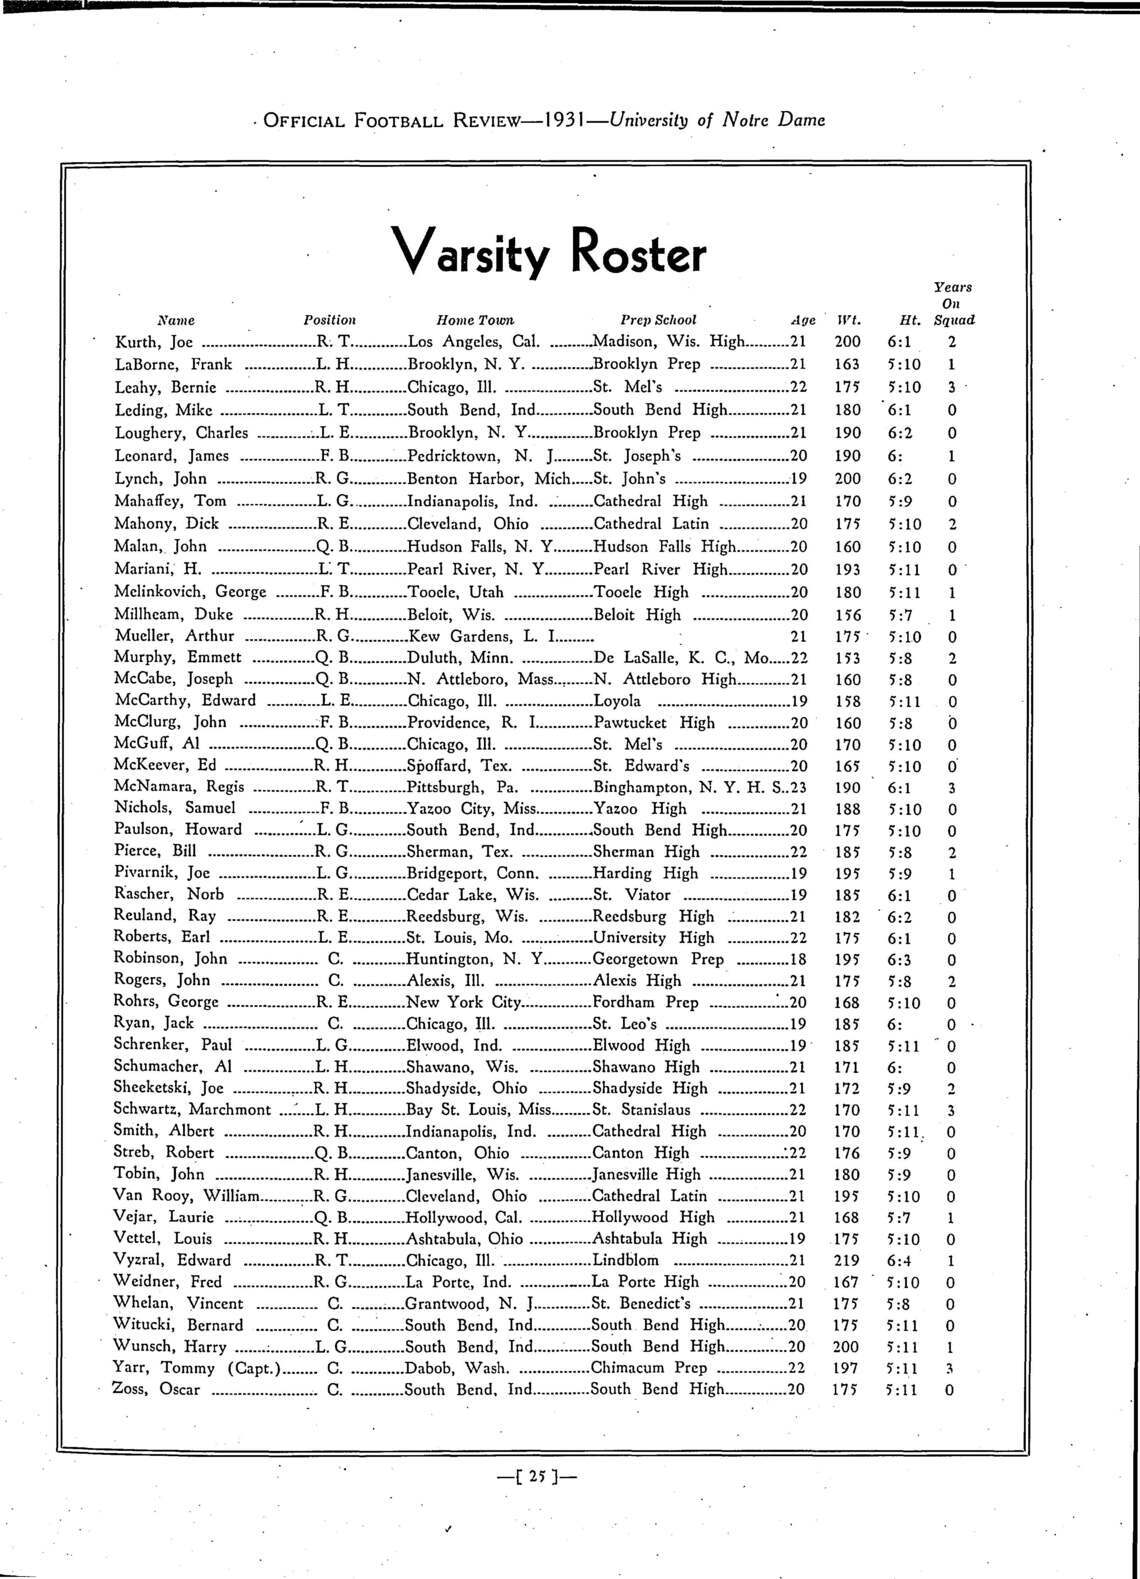 OFFICIAL FOOTBALL REVIEW—1931—University of Notre Dame
Varsity Roster
Name Position Home Town Prep School Age Wt. Ht. Years On Squad
Kurth, Joe R. T. Los Angeles, Cal. Madison, Wis. High 21 200 6:1 2
LaBorne, Frank L. H. Brooklyn, N. Y. Brooklyn Prep 21 163 5:10 1
Leahy, Bernie R. H. Chicago, Ill. St. Mel's 22 175 5:10 3
Leding, Mike L. T. South Bend, Ind. South Bend High 21 180 6:1 0
Loughery, Charles L. E. Brooklyn, N. Y. Brooklyn Prep 21 190 6:2 0
Leonard, James F. B. Pedricktown, N. J. St. Joseph's 20 190 6: 1
Lynch, John R. G. Benton Harbor, Mich. St. John's 19 200 6:2 0
Mahaffey, Tom L. G. Indianapolis, Ind. Cathedral High 21 170 5:9 0
Mahony, Dick R. E. Cleveland, Ohio Cathedral Latin 20 175 5:10 2
Malan, John Q. B. Hudson Falls, N. Y. Hudson Falls High 20 160 5:10 0
Mariani, H. L. T. Pearl River, N. Y. Pearl River High 20 193 5:11 0
Melinkovich, George F. B. Tooele, Utah Tooele High 20 180 5:11 1
Millheam, Duke R. H. Beloit, Wis. Beloit High 20 156 5:7 1
Mueller, Arthur R. G. Kew Gardens, L. I. 21 175 5:10 0
Murphy, Emmett Q. B. Duluth, Minn. De LaSalle, K. C., Mo. 22 153 5:8 2
McCabe, Joseph Q. B. N. Attleboro, Mass. N. Attleboro High 21 160 5:8 0
McCarthy, Edward L. E. Chicago, Ill. Loyola 19 158 5:11 0
McClurg, John F. B. Providence, R. I. Pawtucket High 20 160 5:8 0
McGuff, Al Q. B. Chicago, Ill. St. Mel's 20 170 5:10 0
McKeever, Ed R. H. Spoffard, Tex. St. Edward's 20 165 5:10 0
McNamara, Regis R. T. Pittsburgh, Pa. Binghampton, N. Y. H. S. 23 190 6:1 3
Nichols, Samuel F. B. Yazoo City, Miss. Yazoo High 21 188 5:10 0
Paulson, Howard L. G. South Bend, Ind. South Bend High 20 175 5:10 0
Pierce, Bill R. G. Sherman, Tex. Sherman High 22 185 5:8 2
Pivarnik, Joe L. G. Bridgeport, Conn. Harding High 19 195 5:9 1
Rascher, Norb R. E. Cedar Lake, Wis. St. Viator 19 185 6:1 0
Reuland, Ray R. E. Reedsburg, Wis. Reedsburg High 21 182 6:2 0
Roberts, Earl L. E. St. Louis, Mo. University High 22 175 6:1 0
Robinson, John C. Huntington, N. Y. Georgetown Prep 18 195 6:3 0
Rogers, John C. Alexis, Ill. Alexis High 21 175 5:8 2
Rohrs, George R. E. New York City Fordham Prep 20 168 5:10 0
Ryan, Jack C. Chicago, Ill. St. Leo's 19 185 6: 0
Schrenker, Paul L. G. Elwood, Ind. Elwood High 19 185 5:11 0
Schumacher, Al L. H. Shawano, Wis. Shawano High 21 171 6: 0
Sheeketski, Joe R. H. Shadyside, Ohio Shadyside High 21 172 5:9 2
Schwartz, Marchmont L. H. Bay St. Louis, Miss. St. Stanislaus 22 170 5:11 3
Smith, Albert R. H. Indianapolis, Ind. Cathedral High 20 170 5:11 0
Streb, Robert Q. B. Canton, Ohio Canton High 22 176 5:9 0
Tobin, John R. H. Janesville, Wis. Janesville High 21 180 5:9 0
Van Rooy, William R. G. Cleveland, Ohio Cathedral Latin 21 195 5:10 0
Vejar, Laurie Q. B. Hollywood, Cal. Hollywood High 21 168 5:7 1
Vettel, Louis R. H. Ashtabula, Ohio Ashtabula High 19 175 5:10 0
Vyzral, Edward R. T. Chicago, Ill. Lindblom 21 219 6:4 1
Weidner, Fred R. G. La Porte, Ind. La Porte High 20 167 5:10 0
Whelan, Vincent C. Grantwood, N. J. St. Benedict's 21 175 5:8 0
Witucki, Bernard C. South Bend, Ind. South Bend High 20 175 5:11 0
Wunsch, Harry L. G. South Bend, Ind. South Bend High 20 200 5:11 1
Yarr, Tommy (Capt.) C. Dabob, Wash. Chimacum Prep 22 197 5:11 3
Zoss, Oscar C. South Bend, Ind. South Bend High 20 175 5:11 0
—[ 25 ]—